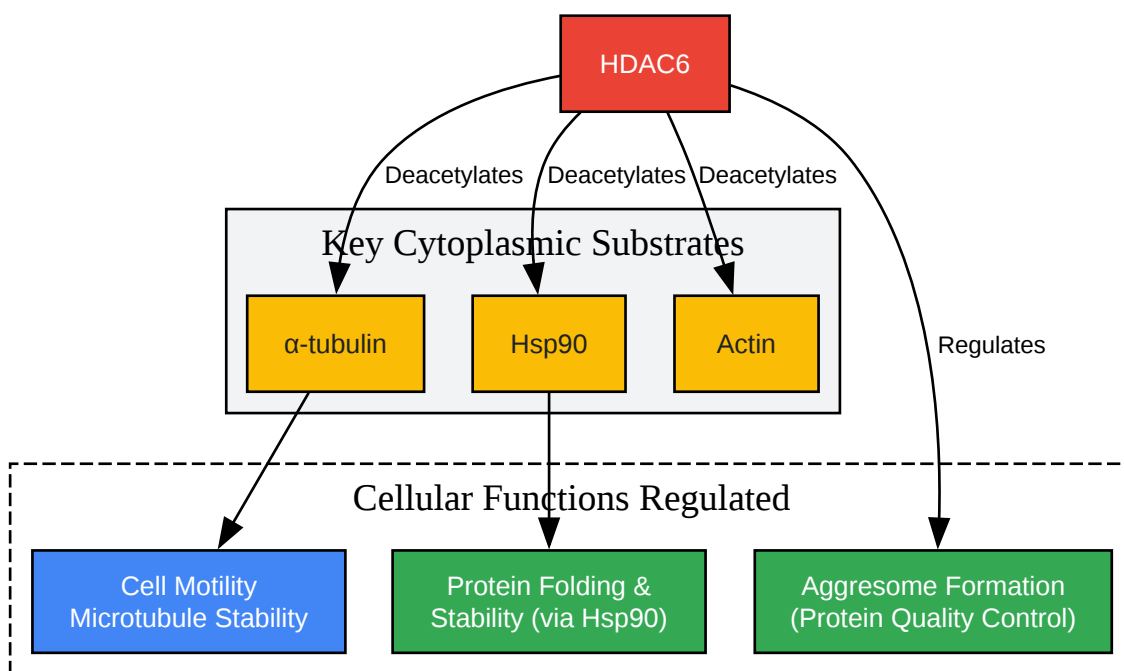 HDAC6
Deacetylates
Deacetylates
Deacetylates
Key Cytoplasmic Substrates
α-tubulin
Hsp90
Actin
Regulates
Cellular Functions Regulated
Cell Motility
Microtubule Stability
Protein Folding &
Stability (via Hsp90)
Aggresome Formation
(Protein Quality Control)